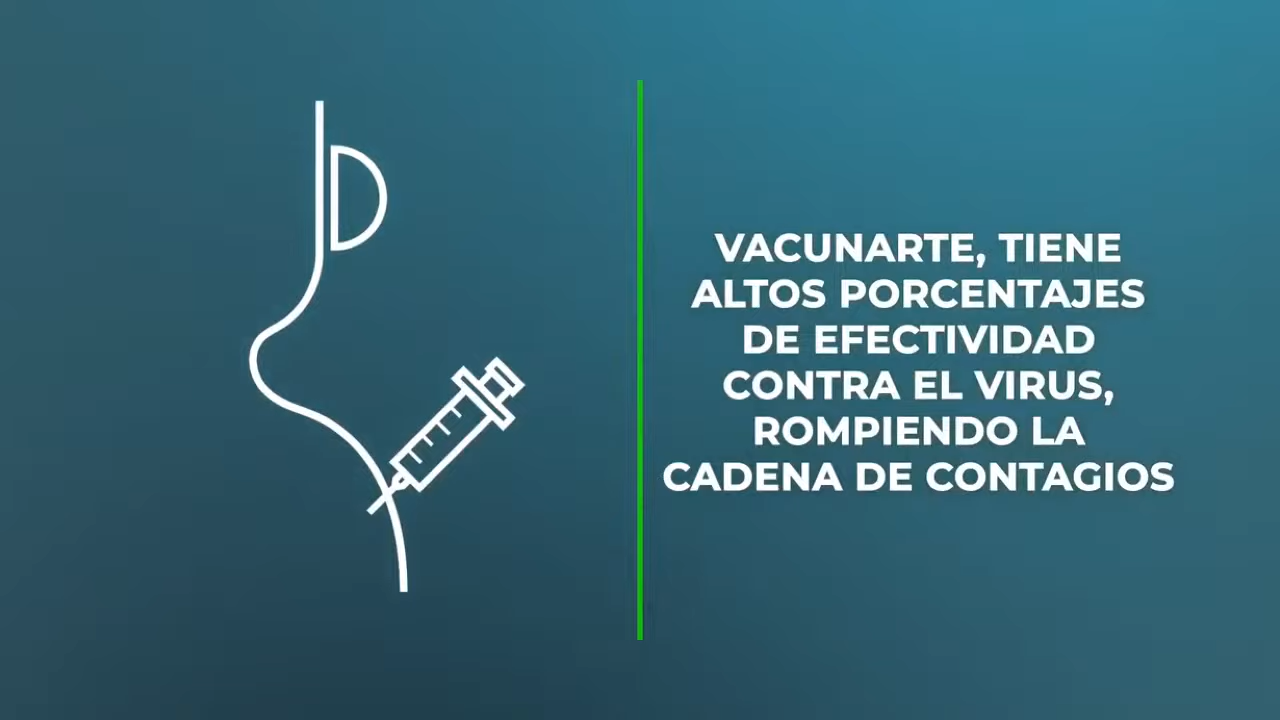 VACUNARTE, TIENE
ALTOS PORCENTAJES
DE EFECTIVIDAD
CONTRA EL VIRUS,
ROMPIENDO LA
CADENA DE CONTAGIOS